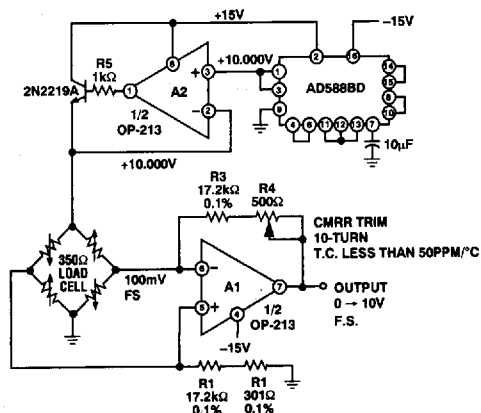 +15V
−15V
R5
1kΩ
2N2219A
6
1
3
2
+
−
A2
1/2
OP-213
+10.000V
2
16
1
3
9
14
15
8
10
AD588BD
4
6
11
12
13
7
10μF
+10.000V
R3
17.2kΩ
0.1%
R4
500Ω
CMRR TRIM
10-TURN
T.C. LESS THAN 50PPM/°C
350Ω
LOAD
CELL
100mV
FS
6
−
5
+
A1
7
4
1/2
OP-213
−15V
OUTPUT
0 → 10V
F.S.
R1
17.2kΩ
0.1%
R1
301Ω
0.1%